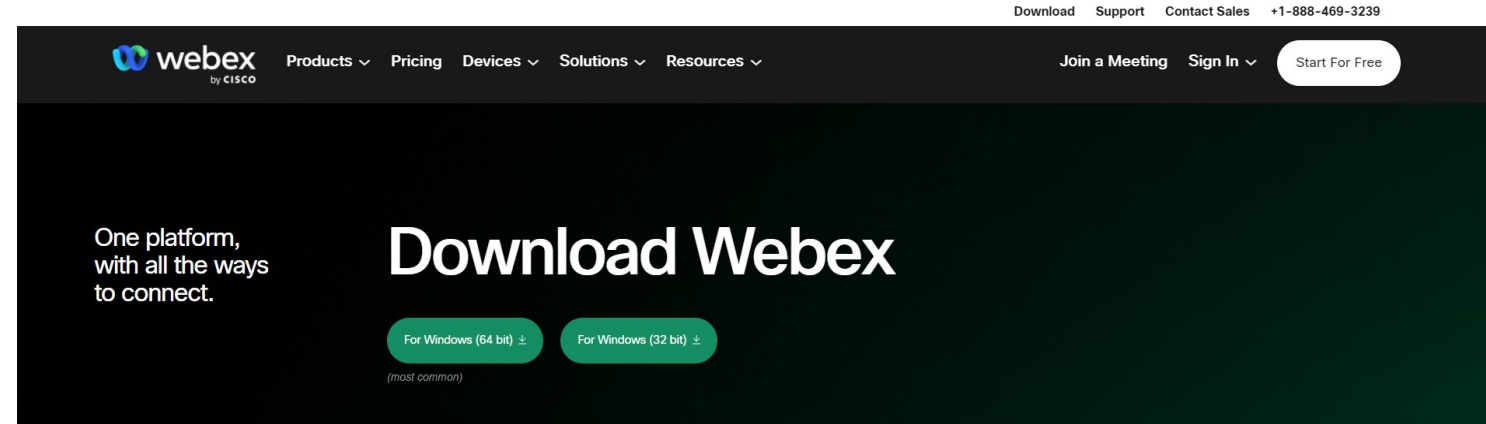 Download Support Contact Sales +1-888-469-3239
webex
by CISCO
Products Pricing Devices Solutions Resources
Join a Meeting Sign In Start For Free
One platform,
with all the ways
to connect.
Download Webex
For Windows (64 bit) For Windows (32 bit)
(most common)